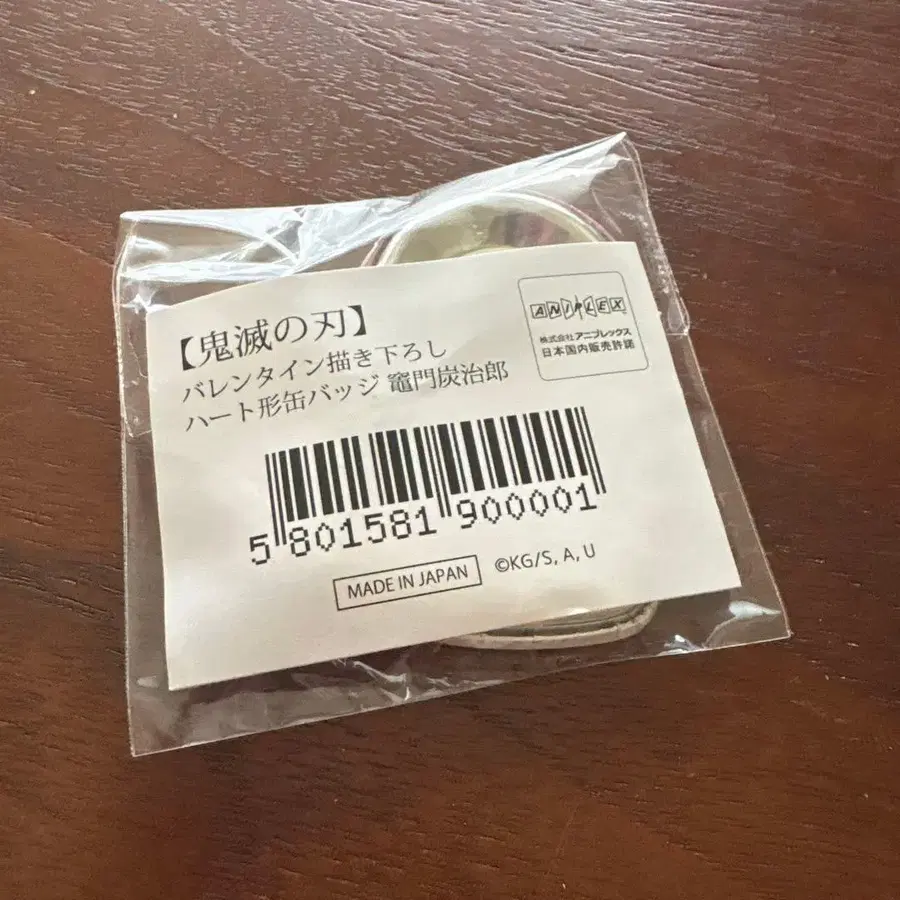 【鬼滅の刃】
バレンタイン描き下ろし
ハート形缶バッジ 竈門炭治郎
ANIPLEX
株式会社アニプレックス
日本国内販売許諾
5 801581 900001
MADE IN JAPAN
©KG/S, A, U